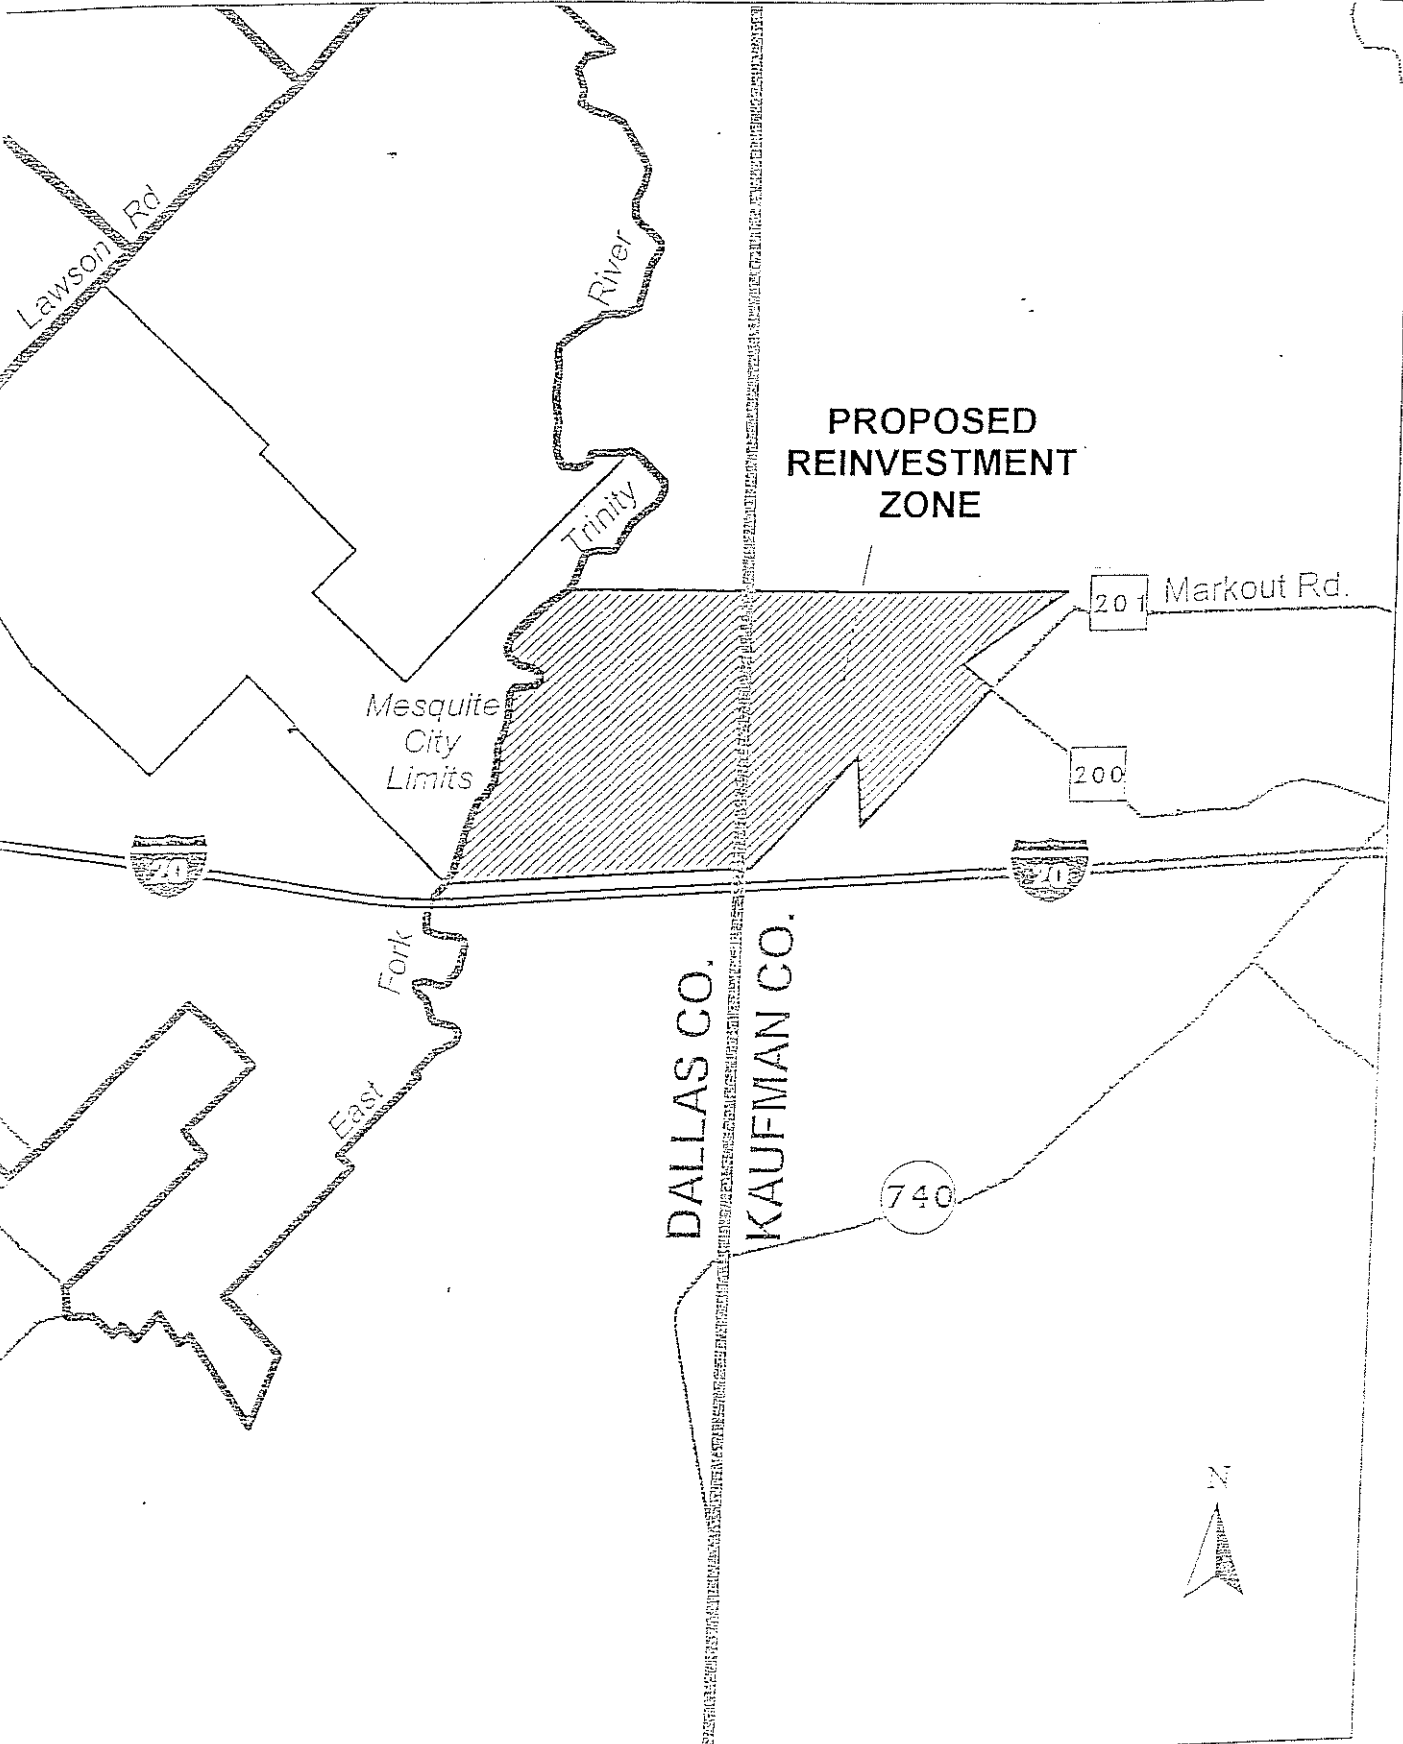 Lawson Rd
River
PROPOSED
REINVESTMENT
ZONE
Trinity
201 Markout Rd.
Mesquite
City
Limits
200
20
20
Fork
East
DALLAS CO.
KAUFMAN CO.
740
N